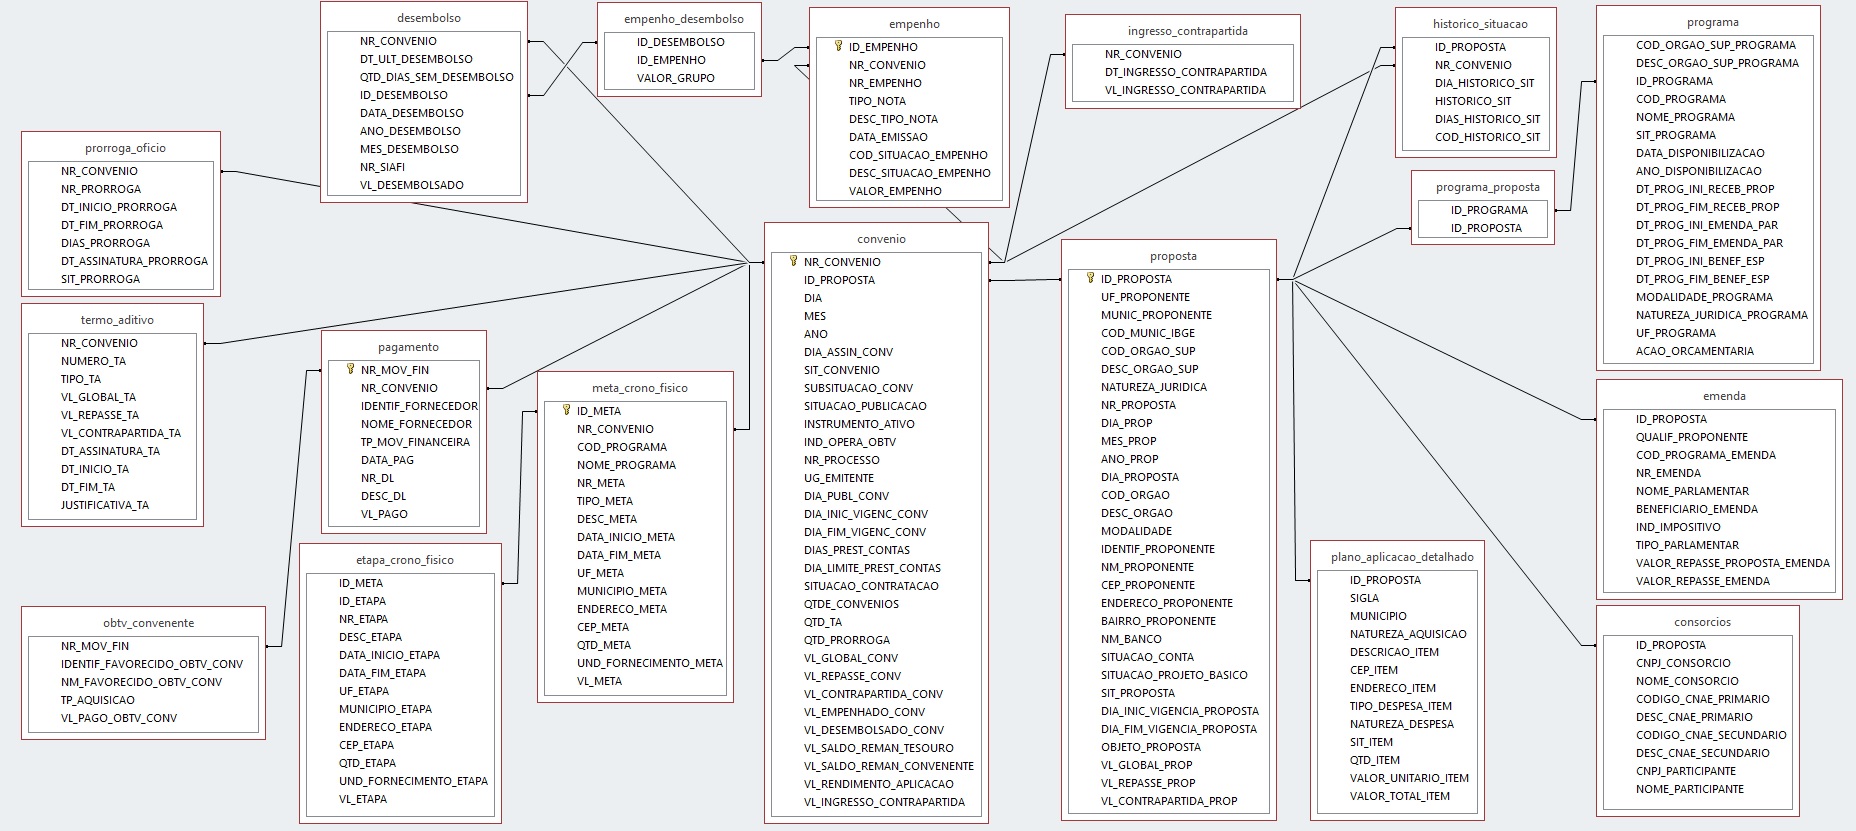 desembolso
NR_CONVENIO
DT_ULT_DESEMBOLSO
QTD_DIAS_SEM_DESEMBOLSO
ID_DESEMBOLSO
DATA_DESEMBOLSO
ANO_DESEMBOLSO
MES_DESEMBOLSO
NR_SIAFI
VL_DESEMBOLSADO
empenho_desembolso
ID_DESEMBOLSO
ID_EMPENHO
VALOR_GRUPO
empenho
ID_EMPENHO
NR_CONVENIO
NR_EMPENHO
TIPO_NOTA
DESC_TIPO_NOTA
DATA_EMISSAO
COD_SITUACAO_EMPENHO
DESC_SITUACAO_EMPENHO
VALOR_EMPENHO
ingresso_contrapartida
NR_CONVENIO
DT_INGRESSO_CONTRAPARTIDA
VL_INGRESSO_CONTRAPARTIDA
historico_situacao
ID_PROPOSTA
NR_CONVENIO
DIA_HISTORICO_SIT
HISTORICO_SIT
DIAS_HISTORICO_SIT
COD_HISTORICO_SIT
programa
COD_ORGAO_SUP_PROGRAMA
DESC_ORGAO_SUP_PROGRAMA
ID_PROGRAMA
COD_PROGRAMA
NOME_PROGRAMA
SIT_PROGRAMA
DATA_DISPONIBILIZACAO
ANO_DISPONIBILIZACAO
DT_PROG_INI_RECEB_PROP
DT_PROG_FIM_RECEB_PROP
DT_PROG_INI_EMENDA_PAR
DT_PROG_FIM_EMENDA_PAR
DT_PROG_INI_BENEF_ESP
DT_PROG_FIM_BENEF_ESP
MODALIDADE_PROGRAMA
NATUREZA_JURIDICA_PROGRAMA
UF_PROGRAMA
ACAO_ORCAMENTARIA
prorroga_oficio
NR_CONVENIO
NR_PRORROGA
DT_INICIO_PRORROGA
DT_FIM_PRORROGA
DIAS_PRORROGA
DT_ASSINATURA_PRORROGA
SIT_PRORROGA
programa_proposta
ID_PROGRAMA
ID_PROPOSTA
convenio
NR_CONVENIO
ID_PROPOSTA
DIA
MES
ANO
DIA_ASSIN_CONV
SIT_CONVENIO
SUBSITUACAO_CONV
SITUACAO_PUBLICACAO
INSTRUMENTO_ATIVO
IND_OPERA_OBTV
NR_PROCESSO
UG_EMITENTE
DIA_PUBL_CONV
DIA_INIC_VIGENC_CONV
DIA_FIM_VIGENC_CONV
DIAS_PREST_CONTAS
DIA_LIMITE_PREST_CONTAS
SITUACAO_CONTRATACAO
QTDE_CONVENIOS
QTD_TA
QTD_PRORROGA
VL_GLOBAL_CONV
VL_REPASSE_CONV
VL_CONTRAPARTIDA_CONV
VL_EMPENHADO_CONV
VL_DESEMBOLSADO_CONV
VL_SALDO_REMAN_TESOURO
VL_SALDO_REMAN_CONVENENTE
VL_RENDIMENTO_APLICACAO
VL_INGRESSO_CONTRAPARTIDA
proposta
ID_PROPOSTA
UF_PROPONENTE
MUNIC_PROPONENTE
COD_MUNIC_IBGE
COD_ORGAO_SUP
DESC_ORGAO_SUP
NATUREZA_JURIDICA
NR_PROPOSTA
DIA_PROP
MES_PROP
ANO_PROP
DIA_PROPOSTA
COD_ORGAO
DESC_ORGAO
MODALIDADE
IDENTIF_PROPONENTE
NM_PROPONENTE
CEP_PROPONENTE
ENDERECO_PROPONENTE
BAIRRO_PROPONENTE
NM_BANCO
SITUACAO_CONTA
SITUACAO_PROJETO_BASICO
SIT_PROPOSTA
DIA_INIC_VIGENCIA_PROPOSTA
DIA_FIM_VIGENCIA_PROPOSTA
OBJETO_PROPOSTA
VL_GLOBAL_PROP
VL_REPASSE_PROP
VL_CONTRAPARTIDA_PROP
termo_aditivo
NR_CONVENIO
NUMERO_TA
TIPO_TA
VL_GLOBAL_TA
VL_REPASSE_TA
VL_CONTRAPARTIDA_TA
DT_ASSINATURA_TA
DT_INICIO_TA
DT_FIM_TA
JUSTIFICATIVA_TA
pagamento
NR_MOV_FIN
NR_CONVENIO
IDENTIF_FORNECEDOR
NOME_FORNECEDOR
TP_MOV_FINANCEIRA
DATA_PAG
NR_DL
DESC_DL
VL_PAGO
meta_crono_fisico
ID_META
NR_CONVENIO
COD_PROGRAMA
NOME_PROGRAMA
NR_META
TIPO_META
DESC_META
DATA_INICIO_META
DATA_FIM_META
UF_META
MUNICIPIO_META
ENDERECO_META
CEP_META
QTD_META
UND_FORNECIMENTO_META
VL_META
emenda
ID_PROPOSTA
QUALIF_PROPONENTE
COD_PROGRAMA_EMENDA
NR_EMENDA
NOME_PARLAMENTAR
BENEFICIARIO_EMENDA
IND_IMPOSITIVO
TIPO_PARLAMENTAR
VALOR_REPASSE_PROPOSTA_EMENDA
VALOR_REPASSE_EMENDA
etapa_crono_fisico
ID_META
ID_ETAPA
NR_ETAPA
DESC_ETAPA
DATA_INICIO_ETAPA
DATA_FIM_ETAPA
UF_ETAPA
MUNICIPIO_ETAPA
ENDERECO_ETAPA
CEP_ETAPA
QTD_ETAPA
UND_FORNECIMENTO_ETAPA
VL_ETAPA
plano_aplicacao_detalhado
ID_PROPOSTA
SIGLA
MUNICIPIO
NATUREZA_AQUISICAO
DESCRICAO_ITEM
CEP_ITEM
ENDERECO_ITEM
TIPO_DESPESA_ITEM
NATUREZA_DESPESA
SIT_ITEM
QTD_ITEM
VALOR_UNITARIO_ITEM
VALOR_TOTAL_ITEM
obtv_convenente
NR_MOV_FIN
IDENTIF_FAVORECIDO_OBTV_CONV
NM_FAVORECIDO_OBTV_CONV
TP_AQUISICAO
VL_PAGO_OBTV_CONV
consorcios
ID_PROPOSTA
CNPJ_CONSORCIO
NOME_CONSORCIO
CODIGO_CNAE_PRIMARIO
DESC_CNAE_PRIMARIO
CODIGO_CNAE_SECUNDARIO
DESC_CNAE_SECUNDARIO
CNPJ_PARTICIPANTE
NOME_PARTICIPANTE